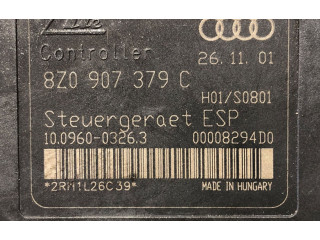 Controller
26.11.01
8Z0 907 379 C
H01/S0801
Steuergeraet ESP
10.0960-0326.3 00008294D0
*2RH1L26C39* MADE IN HUNGARY